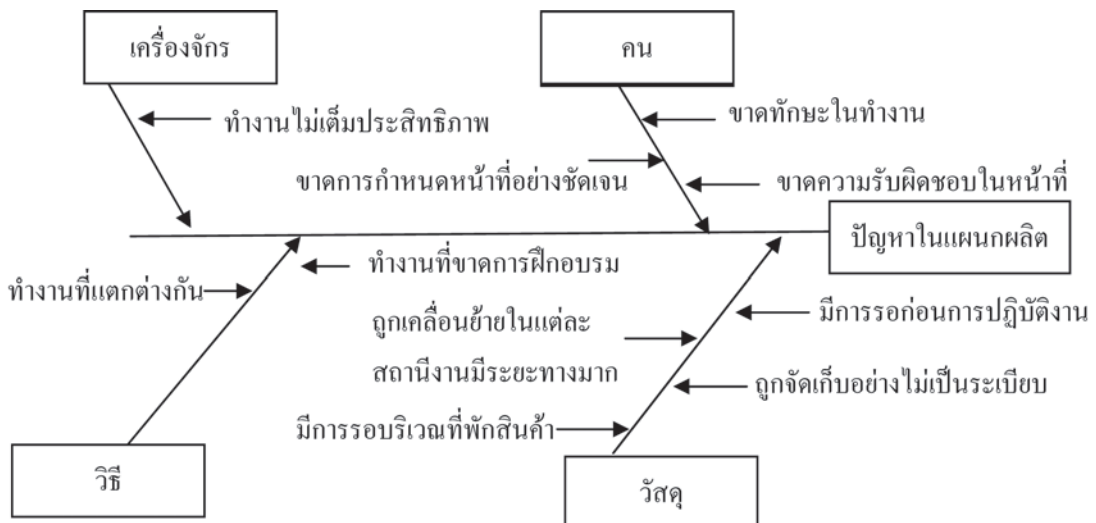 เครื่องจักร
คน
ทำงานไม่เต็มประสิทธิภาพ
ขาดทักษะในทำงาน
ขาดการกำหนดหน้าที่อย่างชัดเจน
ขาดความรับผิดชอบในหน้าที่
ปัญหาในแผนกผลิต
ทำงานที่แตกต่างกัน
ทำงานที่ขาดการฝึกอบรม
ถูกเคลื่อนย้ายในแต่ละ
สถานีงานมีระยะทางมาก
มีการรอก่อนการปฏิบัติงาน
ถูกจัดเก็บอย่างไม่เป็นระเบียบ
มีการรอบริเวณที่พักสินค้า
วิธี
วัสดุ